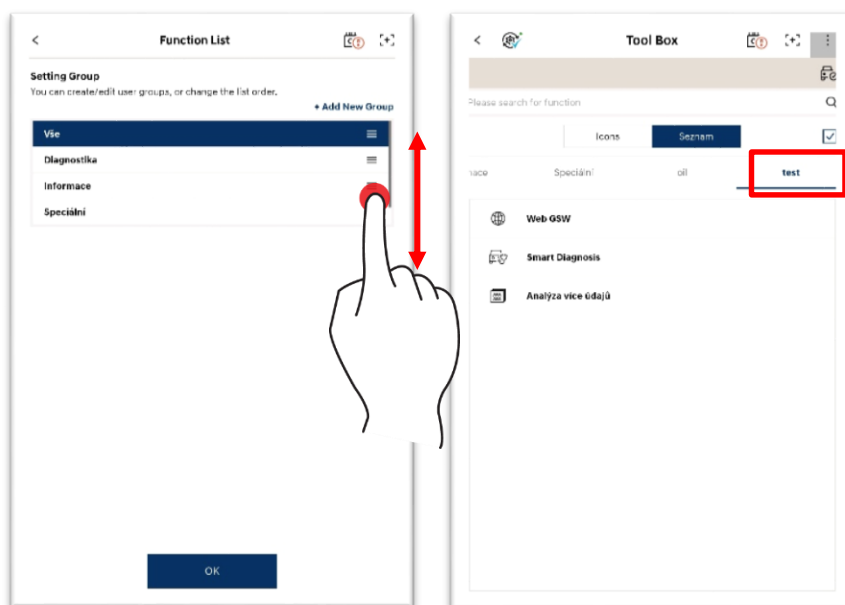 Function List
Setting Group
You can create/edit user groups, or change the list order.
+ Add New Group
Vše
Diagnostika
Informace
Speciální
OK
Tool Box
Please search for function
Icons
Seznam
Speciální
oil
test
Web GSW
Smart Diagnosis
Analýza více údajů